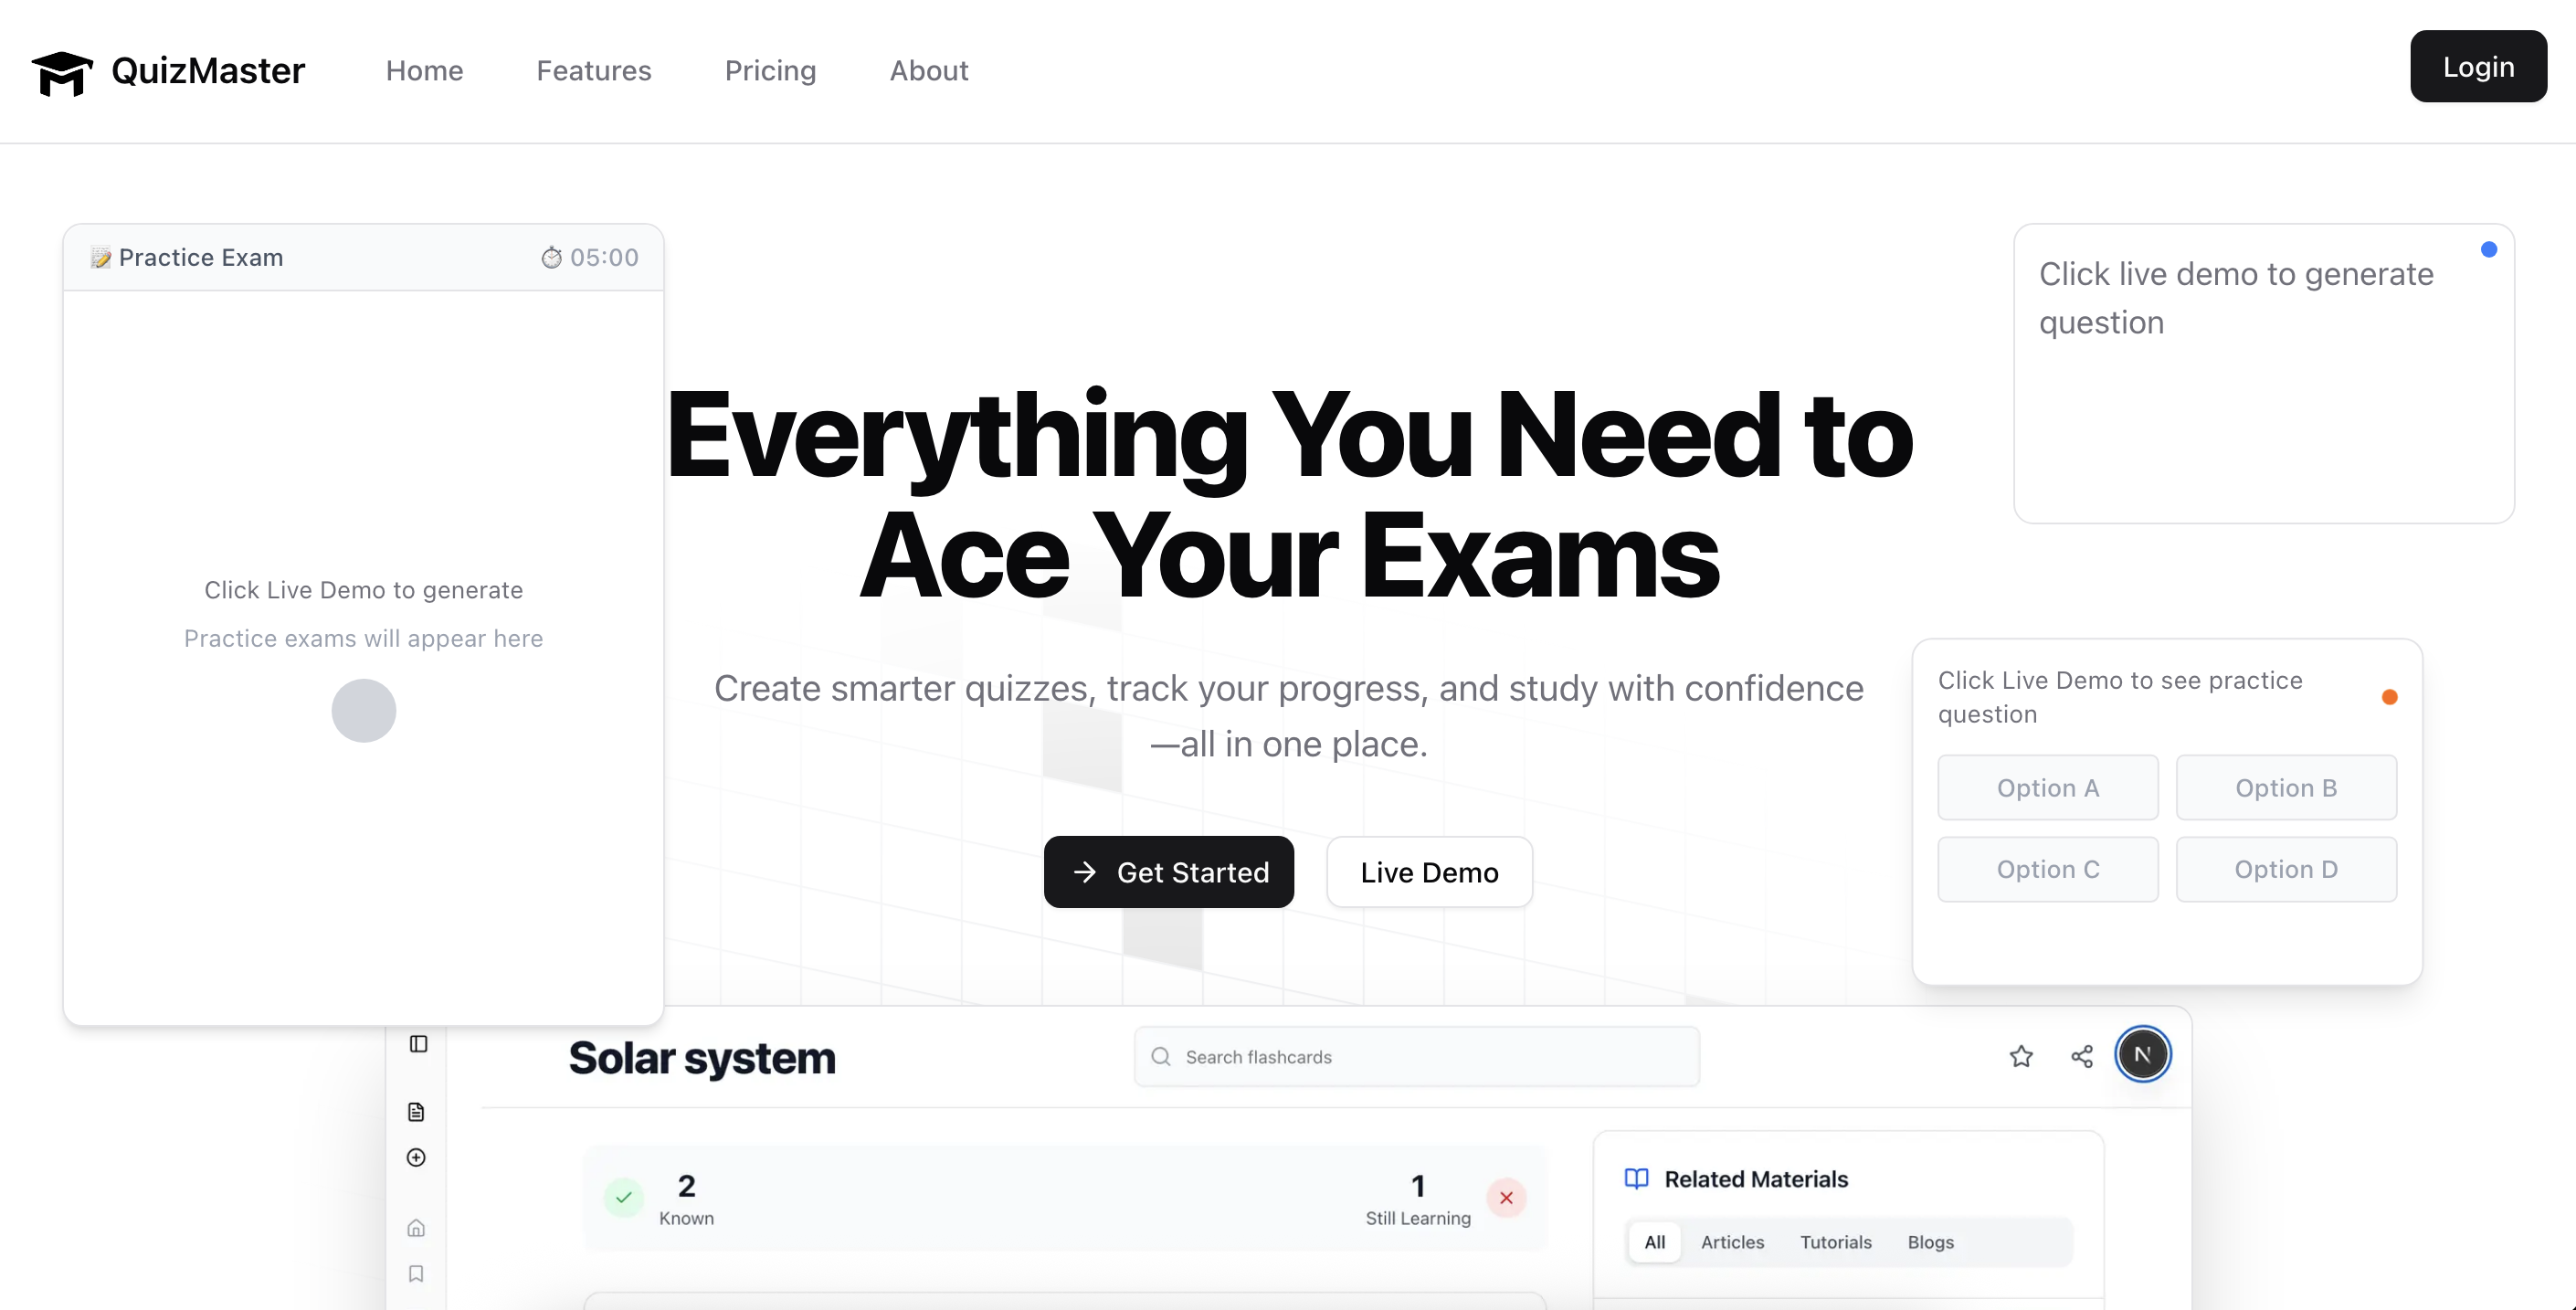 QuizMaster
Home
Features
Pricing
About
Login
Practice Exam
05:00
Click Live Demo to generate
Practice exams will appear here
Everything You Need to
Ace Your Exams
Create smarter quizzes, track your progress, and study with confidence
—all in one place.
Get Started
Live Demo
Click live demo to generate
question
Click Live Demo to see practice
question
Option A
Option B
Option C
Option D
Solar system
Search flashcards
N
2
Known
1
Still Learning
Related Materials
All
Articles
Tutorials
Blogs